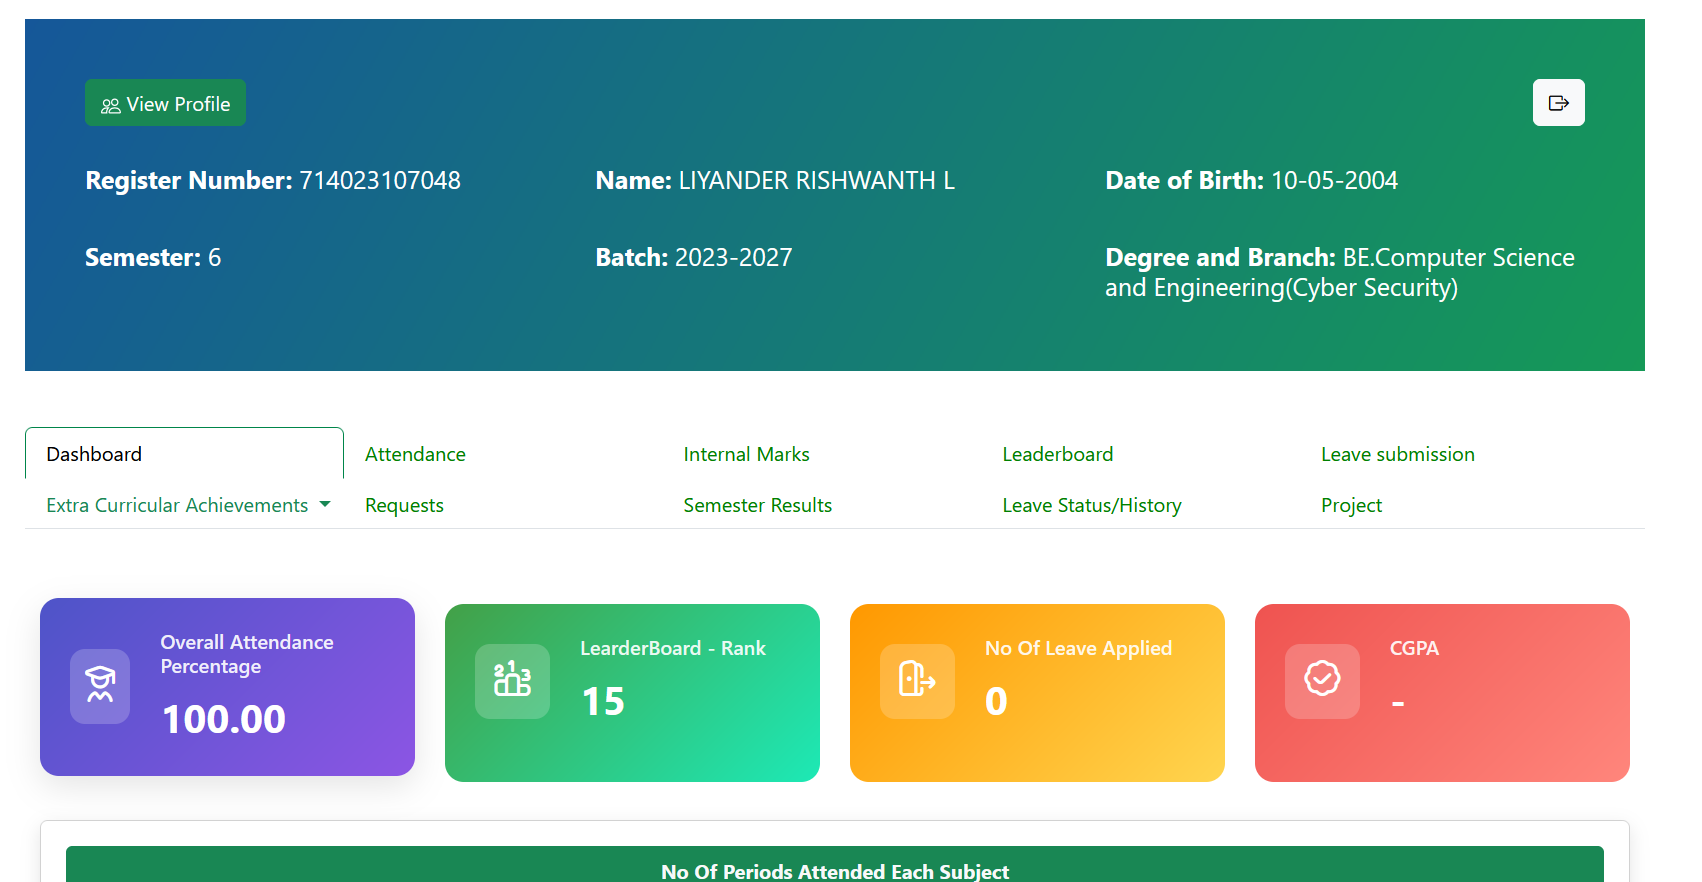 View Profile
Register Number: 714023107048
Name: LIYANDER RISHWANTH L
Date of Birth: 10-05-2004
Semester: 6
Batch: 2023-2027
Degree and Branch: BE.Computer Science
and Engineering(Cyber Security)
Dashboard
Attendance
Internal Marks
Leaderboard
Leave submission
Extra Curricular Achievements
Requests
Semester Results
Leave Status/History
Project
Overall Attendance
Percentage
100.00
LearderBoard - Rank
15
No Of Leave Applied
0
CGPA
-
No Of Periods Attended Each Subject